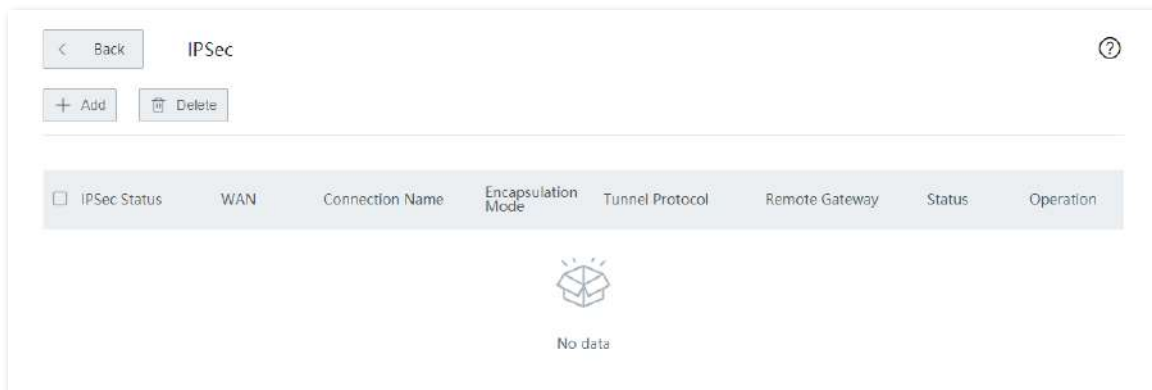 Back IPSec
Add Delete
IPSec Status WAN Connection Name Encapsulation Mode Tunnel Protocol Remote Gateway Status Operation
No data